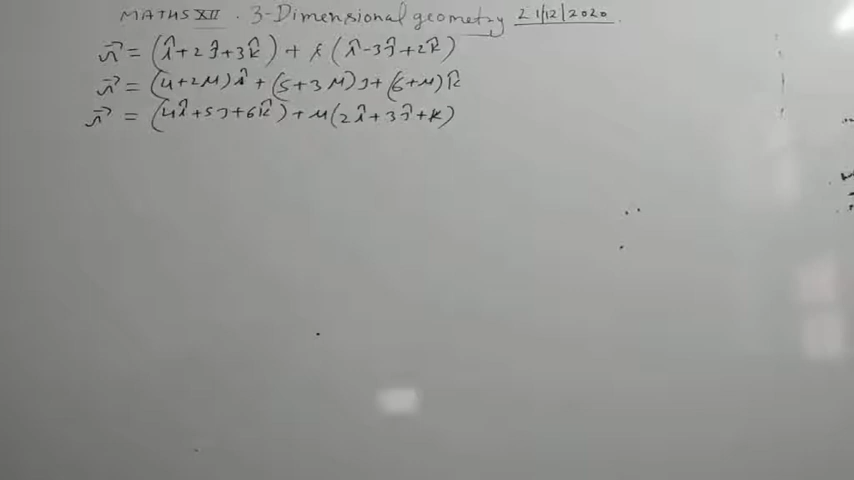 MATHS XII . 3-Dimensional geometry 21/12/2020.
r⃗ = (î+2ĵ+3k̂) + λ(î-3ĵ+2k̂)
r⃗ = (4+2μ)î + (5+3μ)ĵ + (6+μ)k̂
r⃗ = (4î+5ĵ+6k̂) + μ(2î+3ĵ+k)